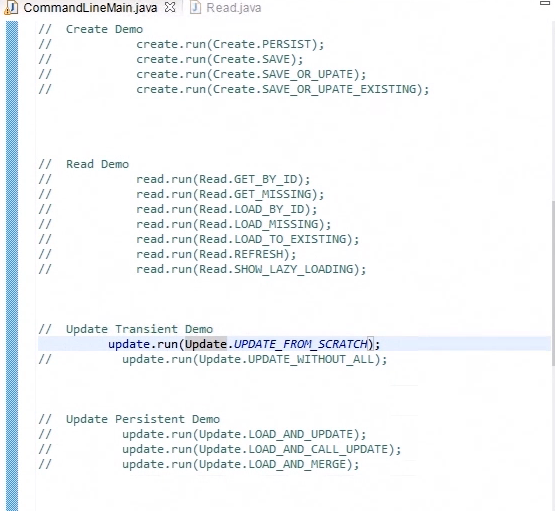 CommandLineMain.java Read.java
// Create Demo
// create.run(Create.PERSIST);
// create.run(Create.SAVE);
// create.run(Create.SAVE_OR_UPATE);
// create.run(Create.SAVE_OR_UPATE_EXISTING);
// Read Demo
// read.run(Read.GET_BY_ID);
// read.run(Read.GET_MISSING);
// read.run(Read.LOAD_BY_ID);
// read.run(Read.LOAD_MISSING);
// read.run(Read.LOAD_TO_EXISTING);
// read.run(Read.REFRESH);
// read.run(Read.SHOW_LAZY_LOADING);
// Update Transient Demo
update.run(Update.UPDATE_FROM_SCRATCH);
// update.run(Update.UPDATE_WITHOUT_ALL);
// Update Persistent Demo
// update.run(Update.LOAD_AND_UPDATE);
// update.run(Update.LOAD_AND_CALL_UPDATE);
// update.run(Update.LOAD_AND_MERGE);